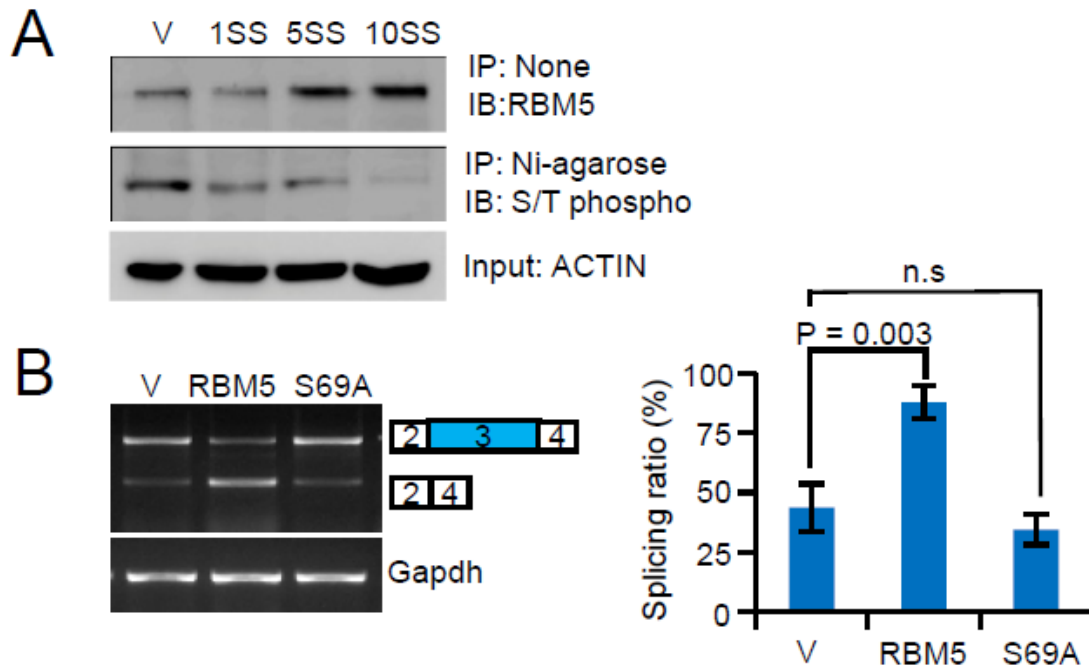 A
V 1SS 5SS 10SS
IP: None
IB:RBM5
IP: Ni-agarose
IB: S/T phospho
Input: ACTIN
B
V RBM5 S69A
2 3 4
2 4
Gapdh
n.s
P = 0.003
Splicing ratio (%)
100
75
50
25
0
V RBM5 S69A